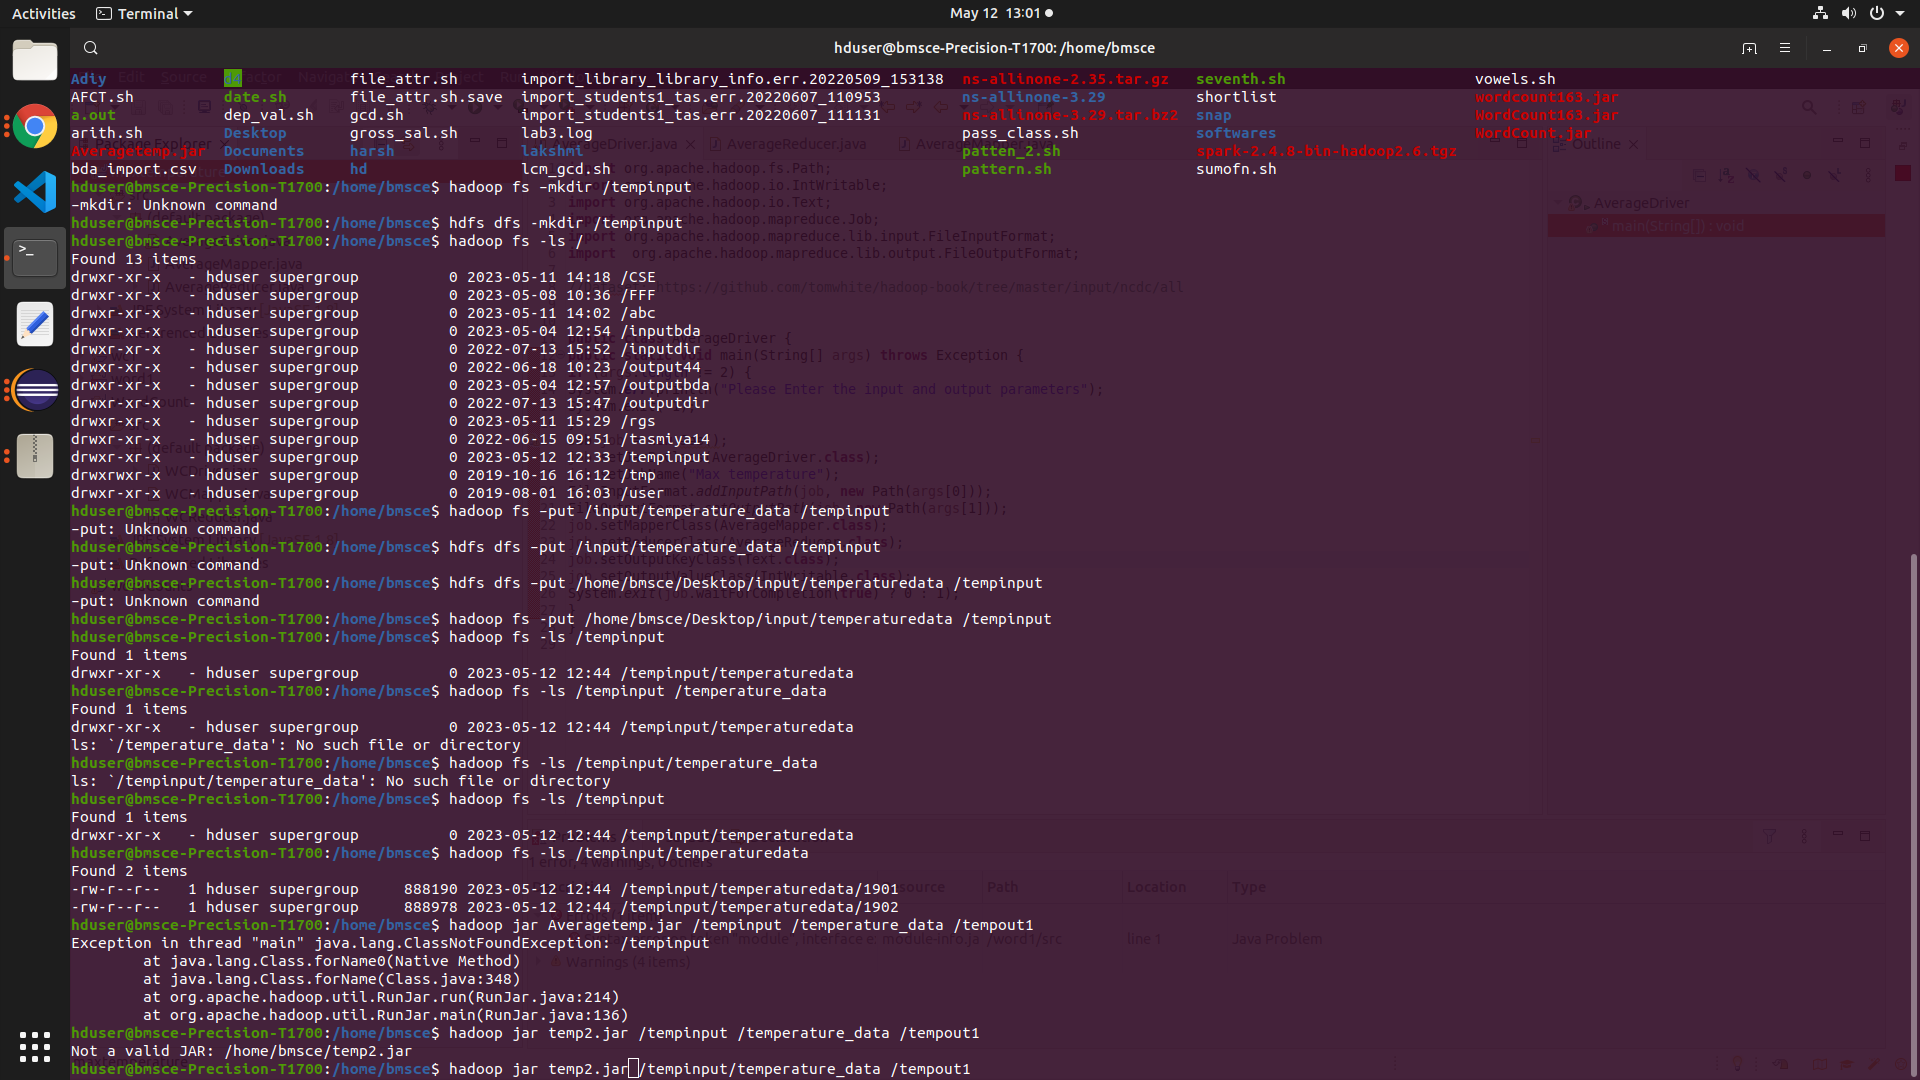 Activities Terminal May 12 13:01
hduser@bmsce-Precision-T1700: /home/bmsce
Adiy d4 file_attr.sh import_library_library_info.err.20220509_153138 ns-allinone-2.35.tar.gz seventh.sh vowels.sh
AFCT.sh date.sh file_attr.sh.save import_students1_tas.err.20220607_110953 ns-allinone-3.29 shortlist wordcount163.jar
a.out dep_val.sh gcd.sh import_students1_tas.err.20220607_111131 ns-allinone-3.29.tar.bz2 snap WordCount163.jar
arith.sh Desktop gross_sal.sh lab3.log pass_class.sh softwares WordCount.jar
Averagetemp.jar Documents harsh lakshmi patten_2.sh spark-2.4.8-bin-hadoop2.6.tgz
bda_import.csv Downloads hd lcm_gcd.sh pattern.sh sumofn.sh
hduser@bmsce-Precision-T1700:/home/bmsce$ hadoop fs –mkdir /tempinput
–mkdir: Unknown command
hduser@bmsce-Precision-T1700:/home/bmsce$ hdfs dfs -mkdir /tempinput
hduser@bmsce-Precision-T1700:/home/bmsce$ hadoop fs -ls /
Found 13 items
drwxr-xr-x - hduser supergroup 0 2023-05-11 14:18 /CSE
drwxr-xr-x - hduser supergroup 0 2023-05-08 10:36 /FFF
drwxr-xr-x - hduser supergroup 0 2023-05-11 14:02 /abc
drwxr-xr-x - hduser supergroup 0 2023-05-04 12:54 /inputbda
drwxr-xr-x - hduser supergroup 0 2022-07-13 15:52 /inputdir
drwxr-xr-x - hduser supergroup 0 2022-06-18 10:23 /output44
drwxr-xr-x - hduser supergroup 0 2023-05-04 12:57 /outputbda
drwxr-xr-x - hduser supergroup 0 2022-07-13 15:47 /outputdir
drwxr-xr-x - hduser supergroup 0 2023-05-11 15:29 /rgs
drwxr-xr-x - hduser supergroup 0 2022-06-15 09:51 /tasmiya14
drwxr-xr-x - hduser supergroup 0 2023-05-12 12:33 /tempinput
drwxrwxr-x - hduser supergroup 0 2019-10-16 16:12 /tmp
drwxr-xr-x - hduser supergroup 0 2019-08-01 16:03 /user
hduser@bmsce-Precision-T1700:/home/bmsce$ hadoop fs –put /input/temperature_data /tempinput
–put: Unknown command
hduser@bmsce-Precision-T1700:/home/bmsce$ hdfs dfs –put /input/temperature_data /tempinput
–put: Unknown command
hduser@bmsce-Precision-T1700:/home/bmsce$ hdfs dfs –put /home/bmsce/Desktop/input/temperaturedata /tempinput
–put: Unknown command
hduser@bmsce-Precision-T1700:/home/bmsce$ hadoop fs -put /home/bmsce/Desktop/input/temperaturedata /tempinput
hduser@bmsce-Precision-T1700:/home/bmsce$ hadoop fs -ls /tempinput
Found 1 items
drwxr-xr-x - hduser supergroup 0 2023-05-12 12:44 /tempinput/temperaturedata
hduser@bmsce-Precision-T1700:/home/bmsce$ hadoop fs -ls /tempinput /temperature_data
Found 1 items
drwxr-xr-x - hduser supergroup 0 2023-05-12 12:44 /tempinput/temperaturedata
ls: `/temperature_data': No such file or directory
hduser@bmsce-Precision-T1700:/home/bmsce$ hadoop fs -ls /tempinput/temperature_data
ls: `/tempinput/temperature_data': No such file or directory
hduser@bmsce-Precision-T1700:/home/bmsce$ hadoop fs -ls /tempinput
Found 1 items
drwxr-xr-x - hduser supergroup 0 2023-05-12 12:44 /tempinput/temperaturedata
hduser@bmsce-Precision-T1700:/home/bmsce$ hadoop fs -ls /tempinput/temperaturedata
Found 2 items
-rw-r--r-- 1 hduser supergroup 888190 2023-05-12 12:44 /tempinput/temperaturedata/1901
-rw-r--r-- 1 hduser supergroup 888978 2023-05-12 12:44 /tempinput/temperaturedata/1902
hduser@bmsce-Precision-T1700:/home/bmsce$ hadoop jar Averagetemp.jar /tempinput /temperature_data /tempout1
Exception in thread "main" java.lang.ClassNotFoundException: /tempinput
at java.lang.Class.forName0(Native Method)
at java.lang.Class.forName(Class.java:348)
at org.apache.hadoop.util.RunJar.run(RunJar.java:214)
at org.apache.hadoop.util.RunJar.main(RunJar.java:136)
hduser@bmsce-Precision-T1700:/home/bmsce$ hadoop jar temp2.jar /tempinput /temperature_data /tempout1
Not a valid JAR: /home/bmsce/temp2.jar
hduser@bmsce-Precision-T1700:/home/bmsce$ hadoop jar temp2.jar /tempinput/temperature_data /tempout1